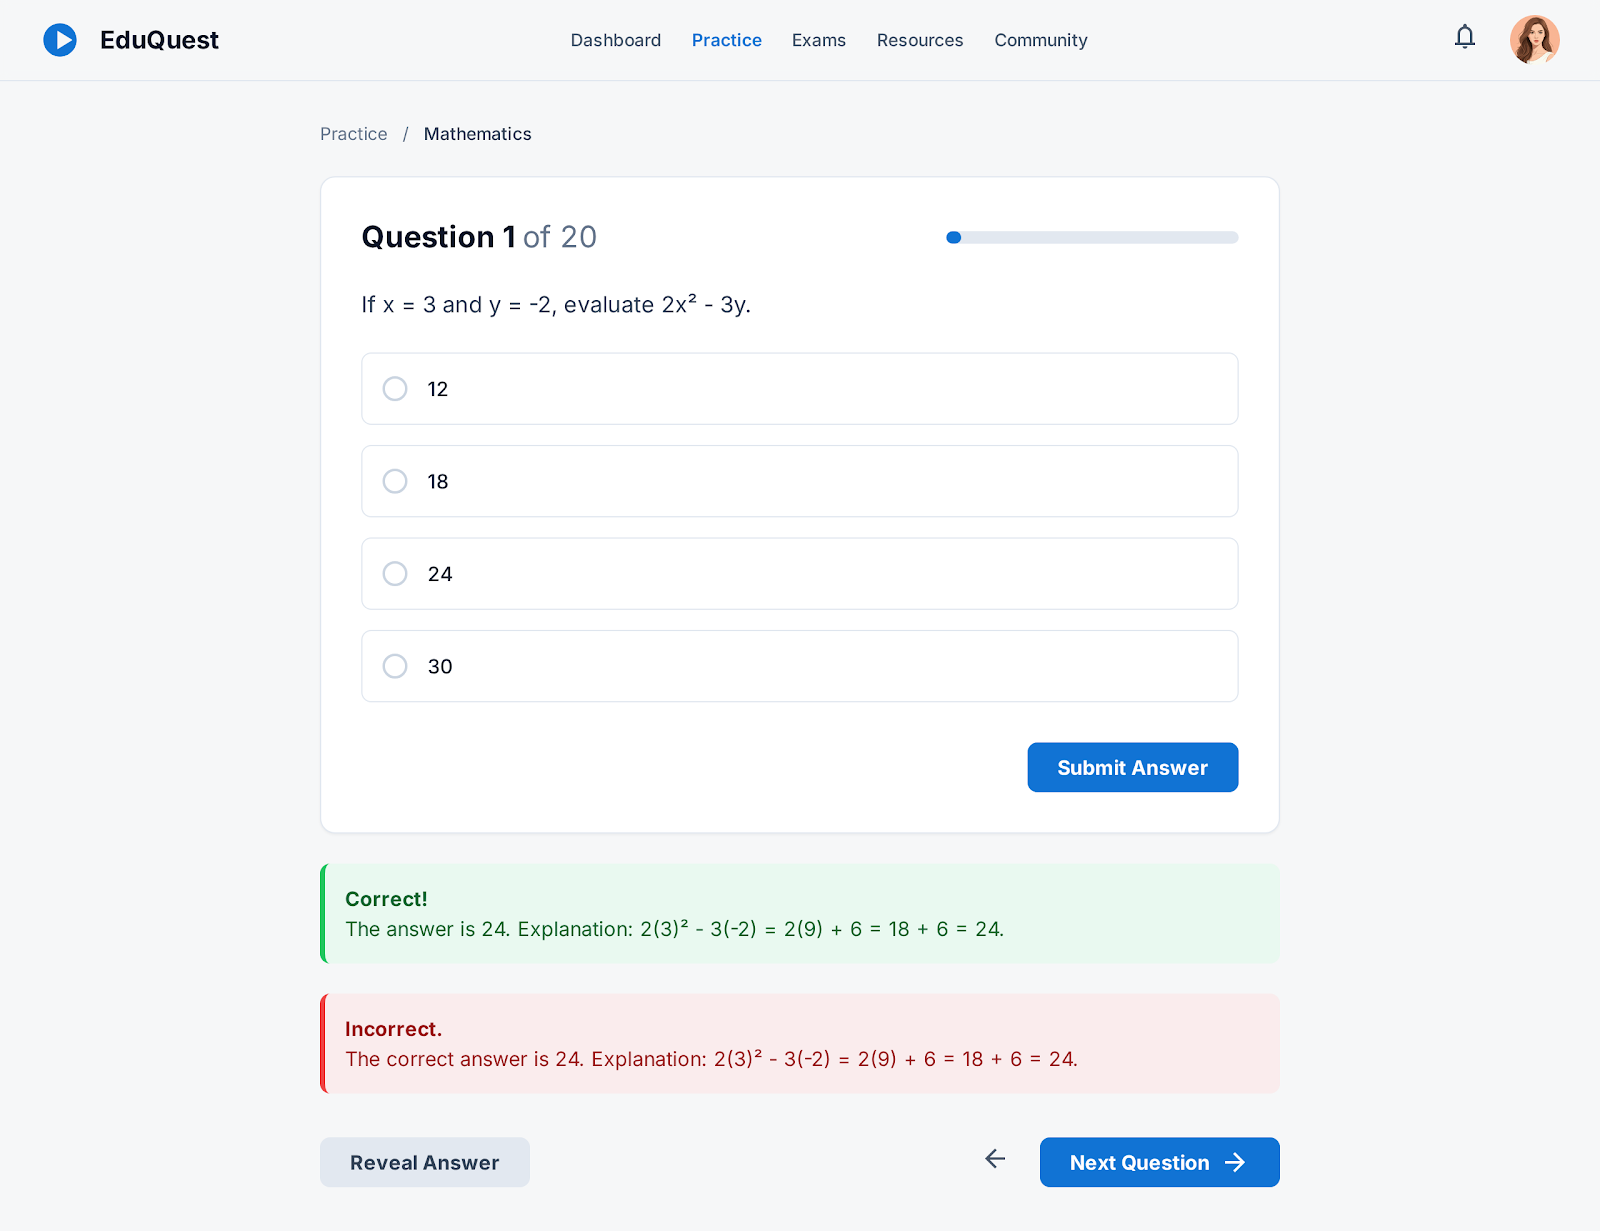 EduQuest
Dashboard Practice Exams Resources Community
Practice / Mathematics
Question 1 of 20
If x = 3 and y = -2, evaluate 2x² - 3y.
12
18
24
30
Submit Answer
Correct!
The answer is 24. Explanation: 2(3)² - 3(-2) = 2(9) + 6 = 18 + 6 = 24.
Incorrect.
The correct answer is 24. Explanation: 2(3)² - 3(-2) = 2(9) + 6 = 18 + 6 = 24.
Reveal Answer
Next Question